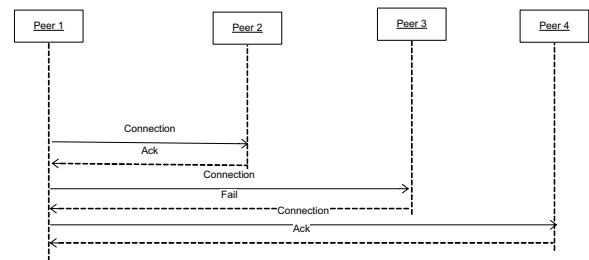 Peer 1
Peer 2
Peer 3
Peer 4
Connection
Ack
Connection
Fail
Connection
Ack